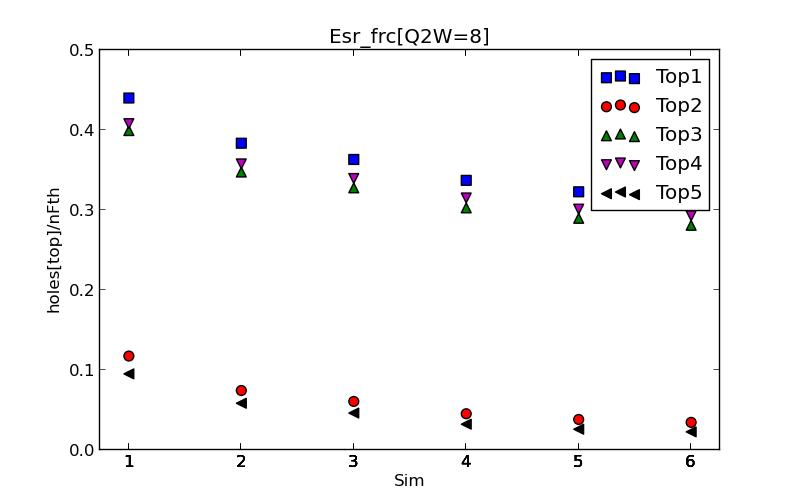 Esr_frc[Q2W=8]
0.5
0.4
0.3
0.2
0.1
0.0
holes[top]/nFth
Top1
Top2
Top3
Top4
Top5
1 2 3 4 5 6
Sim